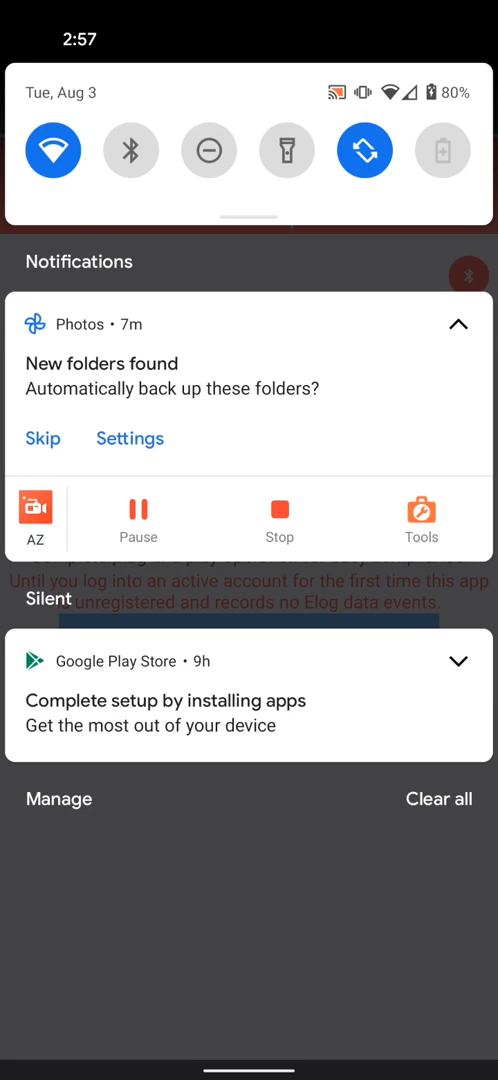 2:57
Tue, Aug 3
80%
Notifications
Photos • 7m
New folders found
Automatically back up these folders?
Skip Settings
AZ
Pause Stop Tools
Until you log into an active account for the first time this app
is unregistered and records no Elog data events.
Silent
Google Play Store • 9h
Complete setup by installing apps
Get the most out of your device
Manage Clear all